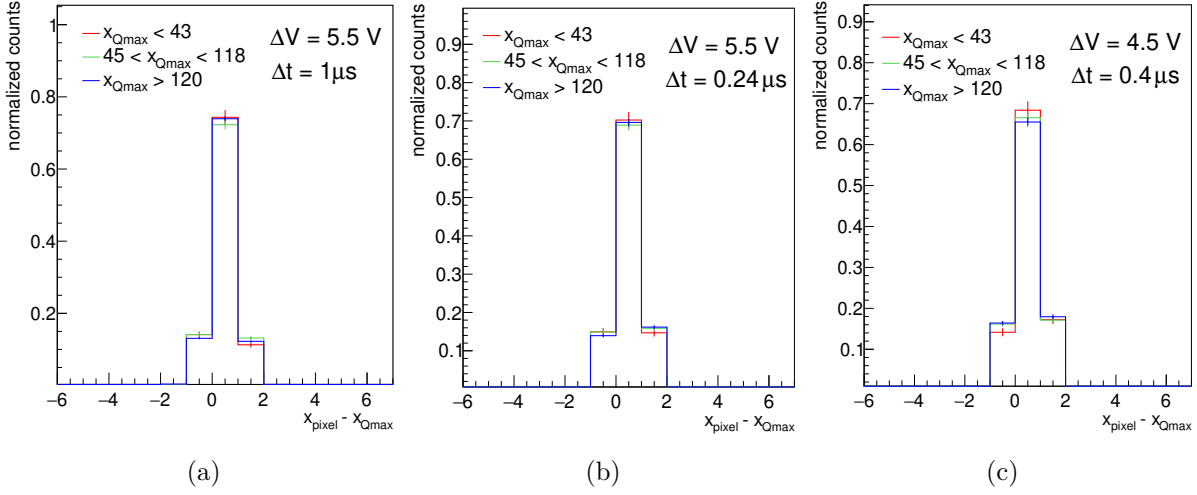 normalized counts
1
0.8
0.6
0.4
0.2
x_Qmax < 43
45 < x_Qmax < 118
x_Qmax > 120
ΔV = 5.5 V
Δt = 1μs
−6 −4 −2 0 2 4 6
x_pixel - x_Qmax
(a)
normalized counts
0.9
0.8
0.7
0.6
0.5
0.4
0.3
0.2
0.1
x_Qmax < 43
45 < x_Qmax < 118
x_Qmax > 120
ΔV = 5.5 V
Δt = 0.24μs
−6 −4 −2 0 2 4 6
x_pixel - x_Qmax
(b)
normalized counts
0.9
0.8
0.7
0.6
0.5
0.4
0.3
0.2
0.1
x_Qmax < 43
45 < x_Qmax < 118
x_Qmax > 120
ΔV = 4.5 V
Δt = 0.4μs
−6 −4 −2 0 2 4 6
x_pixel - x_Qmax
(c)